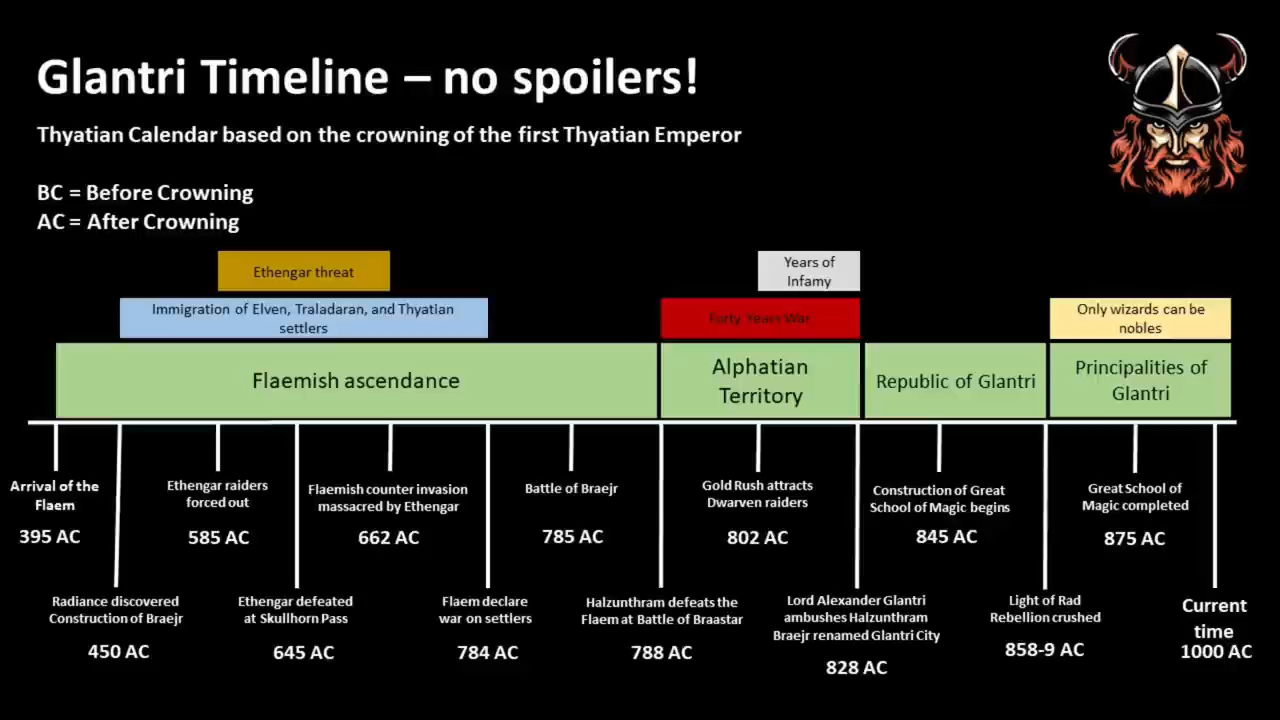 Glantri Timeline – no spoilers!
Thyatian Calendar based on the crowning of the first Thyatian Emperor
BC = Before Crowning
AC = After Crowning
Ethengar threat
Years of
Infamy
Immigration of Elven, Traladaran, and Thyatian
settlers
Forty Years War
Only wizards can be
nobles
Flaemish ascendance
Alphatian
Territory
Republic of Glantri
Principalities of
Glantri
Arrival of the
Flaem
395 AC
Ethengar raiders
forced out
585 AC
Flaemish counter invasion
massacred by Ethengar
662 AC
Battle of Braejr
785 AC
Gold Rush attracts
Dwarven raiders
802 AC
Construction of Great
School of Magic begins
845 AC
Great School of
Magic completed
875 AC
Radiance discovered
Construction of Braejr
450 AC
Ethengar defeated
at Skullhorn Pass
645 AC
Flaem declare
war on settlers
784 AC
Halzunthram defeats the
Flaem at Battle of Braastar
788 AC
Lord Alexander Glantri
ambushes Halzunthram
Braejr renamed Glantri City
828 AC
Light of Rad
Rebellion crushed
858-9 AC
Current
time
1000 AC